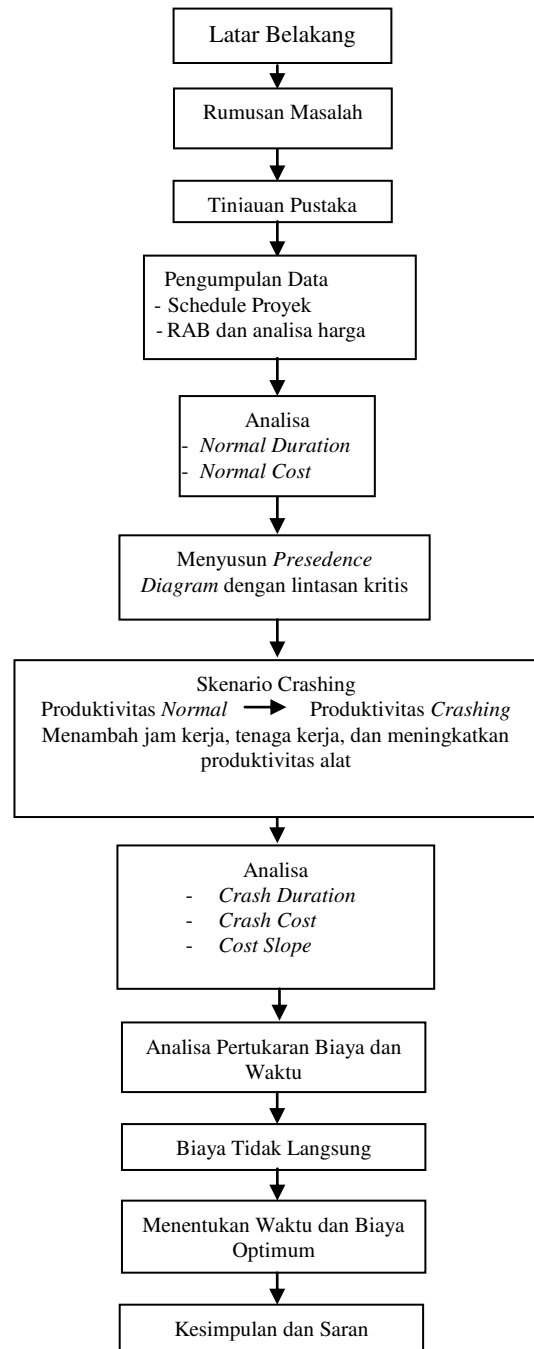 Latar Belakang
Rumusan Masalah
Tiniauan Pustaka
Pengumpulan Data
- Schedule Proyek
- RAB dan analisa harga
Analisa
- Normal Duration
- Normal Cost
Menyusun Presedence
Diagram dengan lintasan kritis
Skenario Crashing
Produktivitas Normal Produktivitas Crashing
Menambah jam kerja, tenaga kerja, dan meningkatkan
produktivitas alat
Analisa
- Crash Duration
- Crash Cost
- Cost Slope
Analisa Pertukaran Biaya dan
Waktu
Biaya Tidak Langsung
Menentukan Waktu dan Biaya
Optimum
Kesimpulan dan Saran